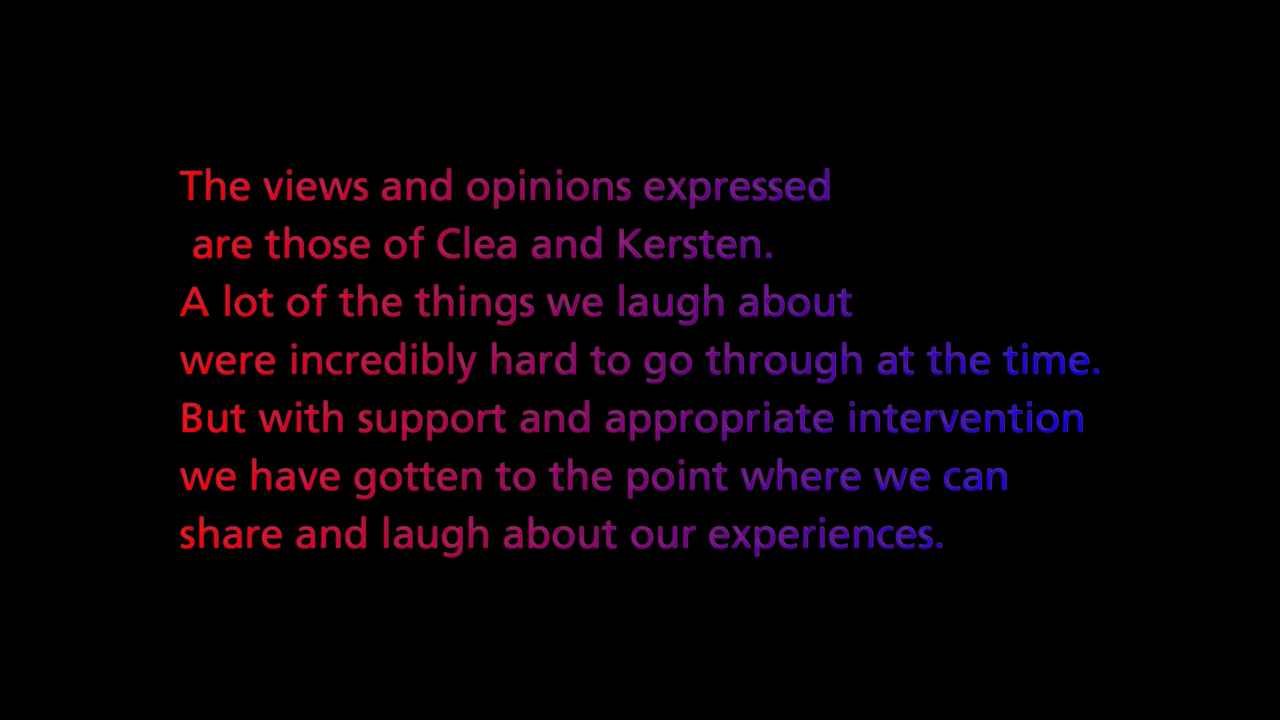 The views and opinions expressed
are those of Clea and Kersten.
A lot of the things we laugh about
were incredibly hard to go through at the time.
But with support and appropriate intervention
we have gotten to the point where we can
share and laugh about our experiences.